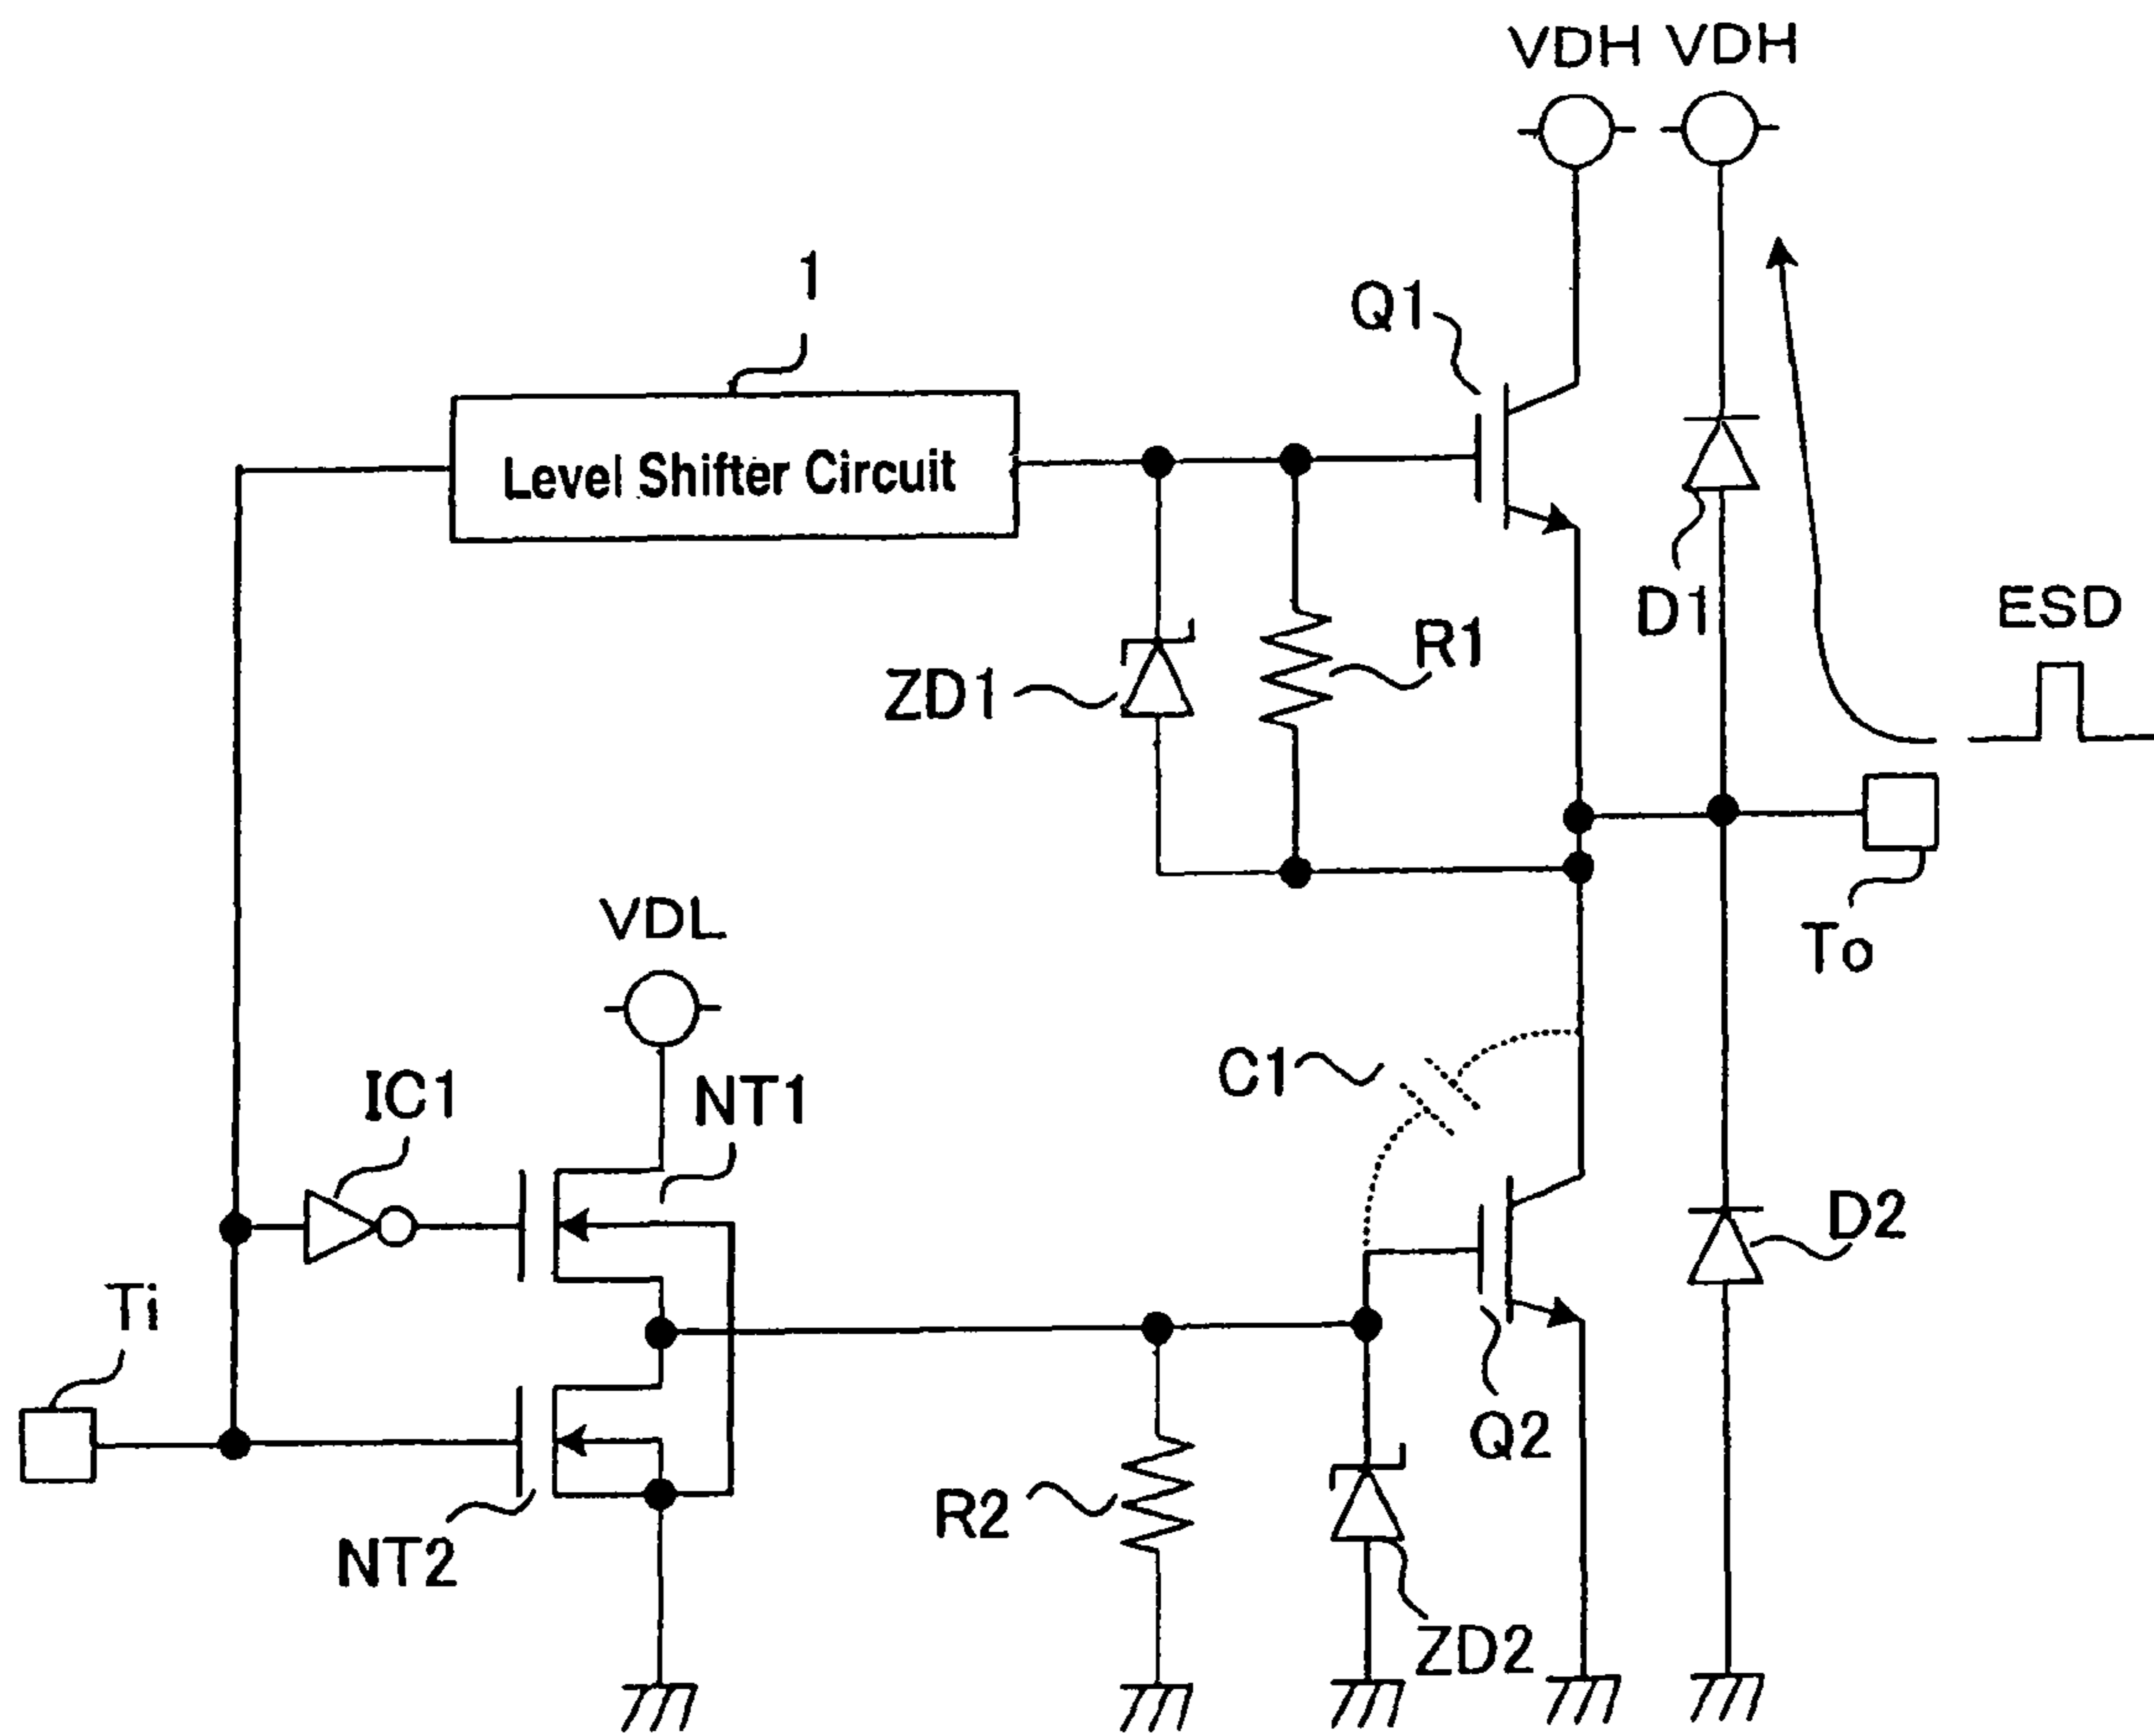 VDH VDH
1
Q1
Level Shifter Circuit
D1
ESD
R1
ZD1
VDL
To
C1
IC1
NT1
D2
Ti
Q2
R2
NT2
ZD2